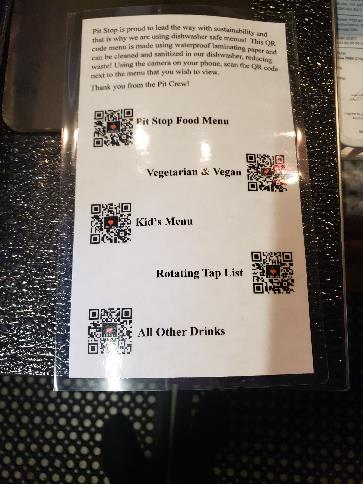 Pit Stop is proud to lead the way with sustainability and
that is why we are using dishwasher safe menus! This QR
code menu is made using waterproof laminating paper and
can be cleaned and sanitized in our dishwasher, reducing
waste! Using the camera on your phone, scan the QR code
next to the menu that you wish to view.
Thank you from the Pit Crew!
Pit Stop Food Menu
Vegetarian & Vegan
Kid's Menu
Rotating Tap List
All Other Drinks